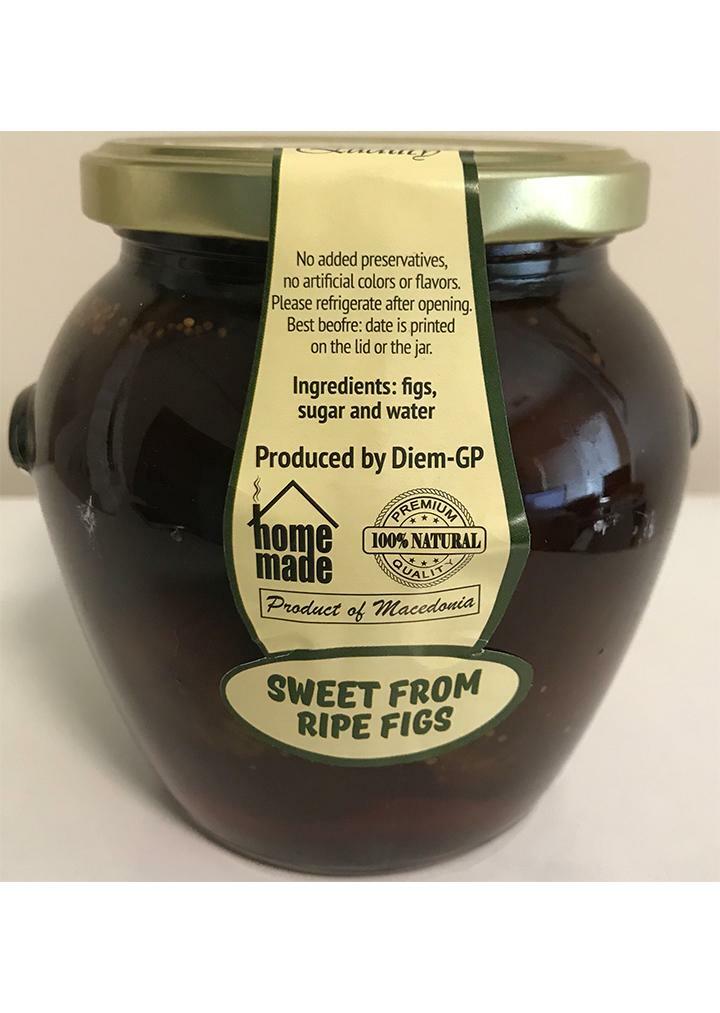 Quality
No added preservatives,
no artificial colors or flavors.
Please refrigerate after opening.
Best beofre: date is printed
on the lid or the jar.
Ingredients: figs,
sugar and water
Produced by Diem-GP
home
made
PREMIUM
100% NATURAL
QUALITY
Product of Macedonia
SWEET FROM
RIPE FIGS